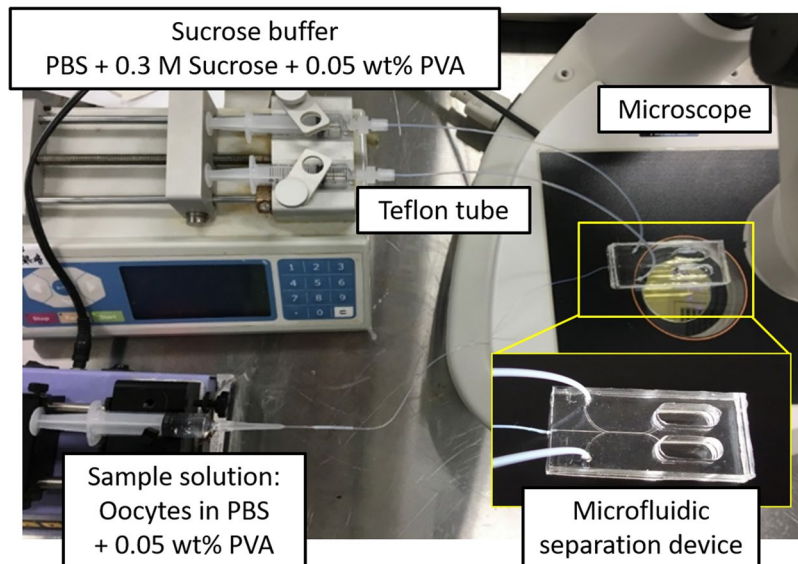 Sucrose buffer
PBS + 0.3 M Sucrose + 0.05 wt% PVA
Microscope
Teflon tube
1 2 3
4 5 6
7 8 9
0
Stop
Start
Sample solution:
Oocytes in PBS
+ 0.05 wt% PVA
Microfluidic
separation device